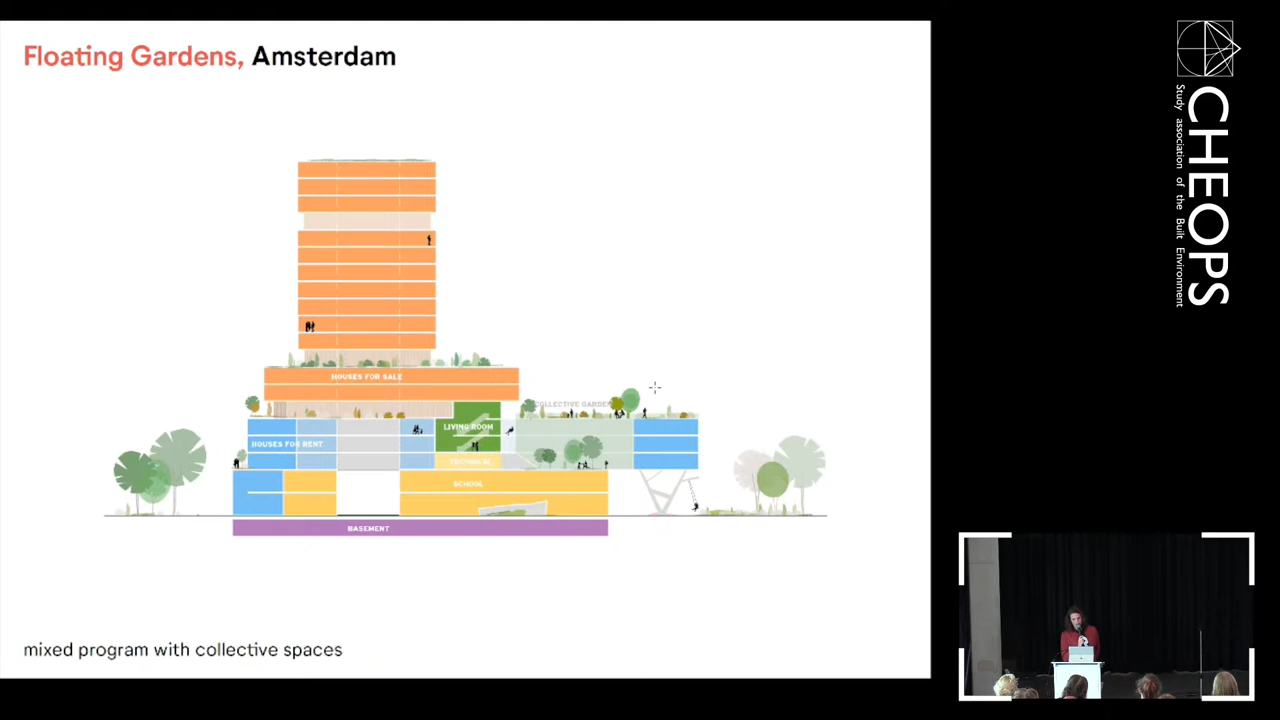 Floating Gardens, Amsterdam
HOUSES FOR SALE
COLLECTIVE GARDEN
LIVING ROOM
HOUSES FOR RENT
TECHNICAL
SCHOOL
BASEMENT
mixed program with collective spaces
CHEOPS
Study association of the Built Environment